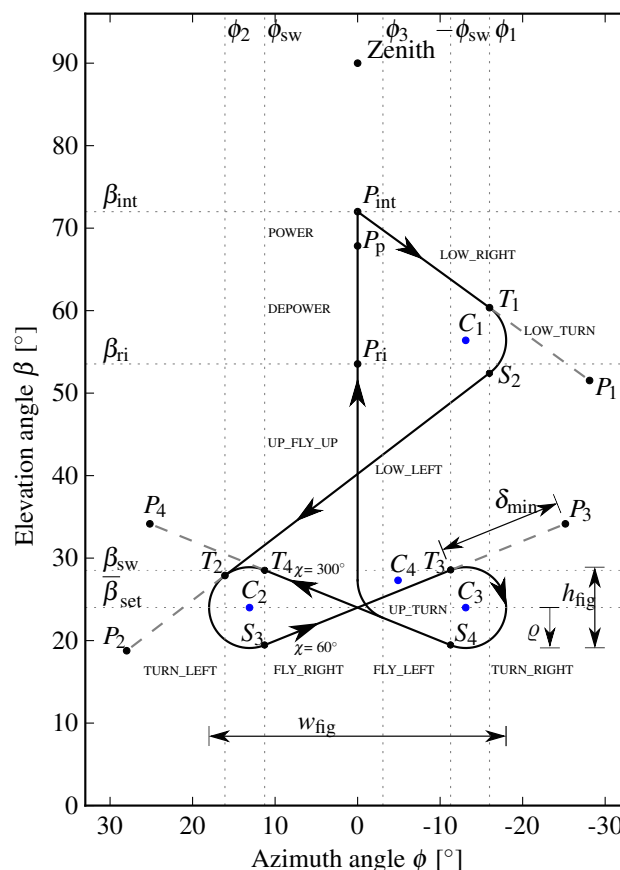 ϕ₂ ϕsw ϕ₃ −ϕsw ϕ₁
Zenith
90
80
βint
Pint
70
POWER
Pp
LOW_RIGHT
DEPOWER
T₁
60
C₁
LOW_TURN
βri
Pri
S₂
P₁
50
UP_FLY_UP
LOW_LEFT
40
δmin
P₄
P₃
30
βsw
T₂
T₄
χ= 300°
C₄
T₃
β̅set
C₂
C₃
hfig
UP_TURN
ϱ
20
P₂
S₃
χ= 60°
S₄
TURN_LEFT
FLY_RIGHT
FLY_LEFT
TURN_RIGHT
wfig
10
0
30 20 10 0 -10 -20 -30
Azimuth angle ϕ [°]
Elevation angle β [°]